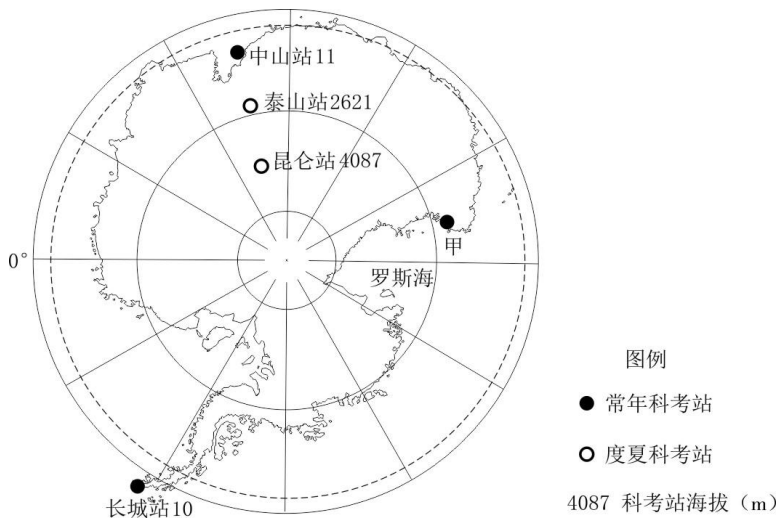 中山站11
泰山站2621
昆仑站4087
甲
0°
罗斯海
长城站10
图例
常年科考站
度夏科考站
4087 科考站海拔（m）